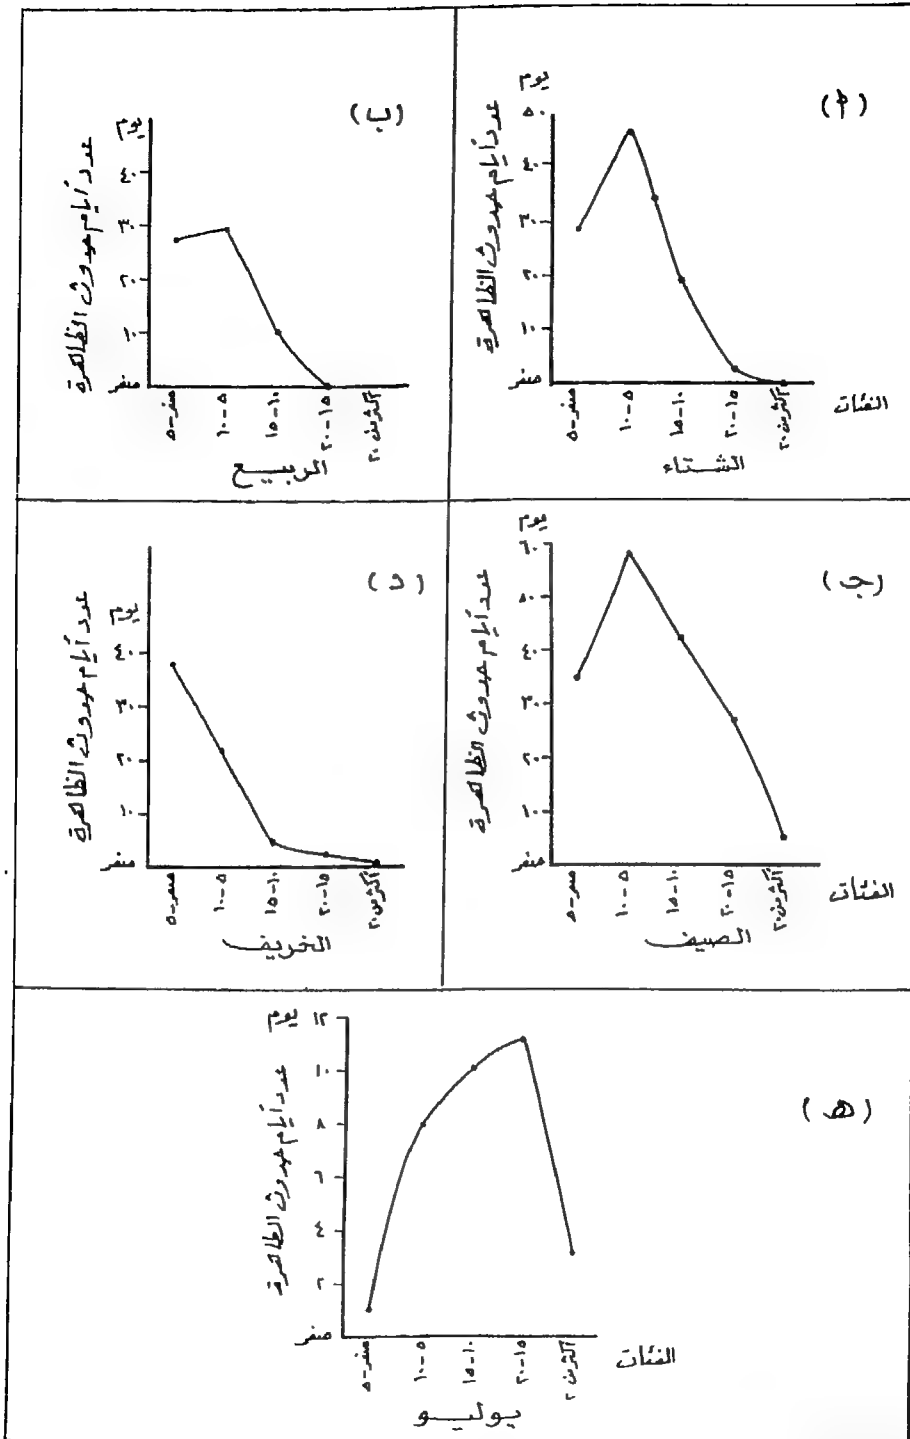 (أ)
يوم
عدد أيام حدوث الظاهرة
٥٠
٤٠
٣٠
٢٠
١٠
صفر
صفر-٥
٥-١٠
١٠-١٥
١٥-٢٠
أكثر من ٢٠
الفئات
الشتاء
(ب)
يوم
عدد أيام حدوث الظاهرة
٤٠
٣٠
٢٠
١٠
صفر
صفر-٥
٥-١٠
١٠-١٥
١٥-٢٠
أكثر من ٢٠
الربيع
(جـ)
يوم
عدد أيام حدوث الظاهرة
٦٠
٥٠
٤٠
٣٠
٢٠
١٠
صفر
صفر-٥
٥-١٠
١٠-١٥
١٥-٢٠
أكثر من ٢٠
الفئات
الصيف
(د)
يوم
عدد أيام حدوث الظاهرة
٤٠
٣٠
٢٠
١٠
صفر
صفر-٥
٥-١٠
١٠-١٥
١٥-٢٠
أكثر من ٢٠
الخريف
(هـ)
يوم
عدد أيام حدوث الظاهرة
١٢
١٠
٨
٦
٤
٢
صفر
صفر-٥
٥-١٠
١٠-١٥
١٥-٢٠
أكثر من ٢
الفئات
يوليو